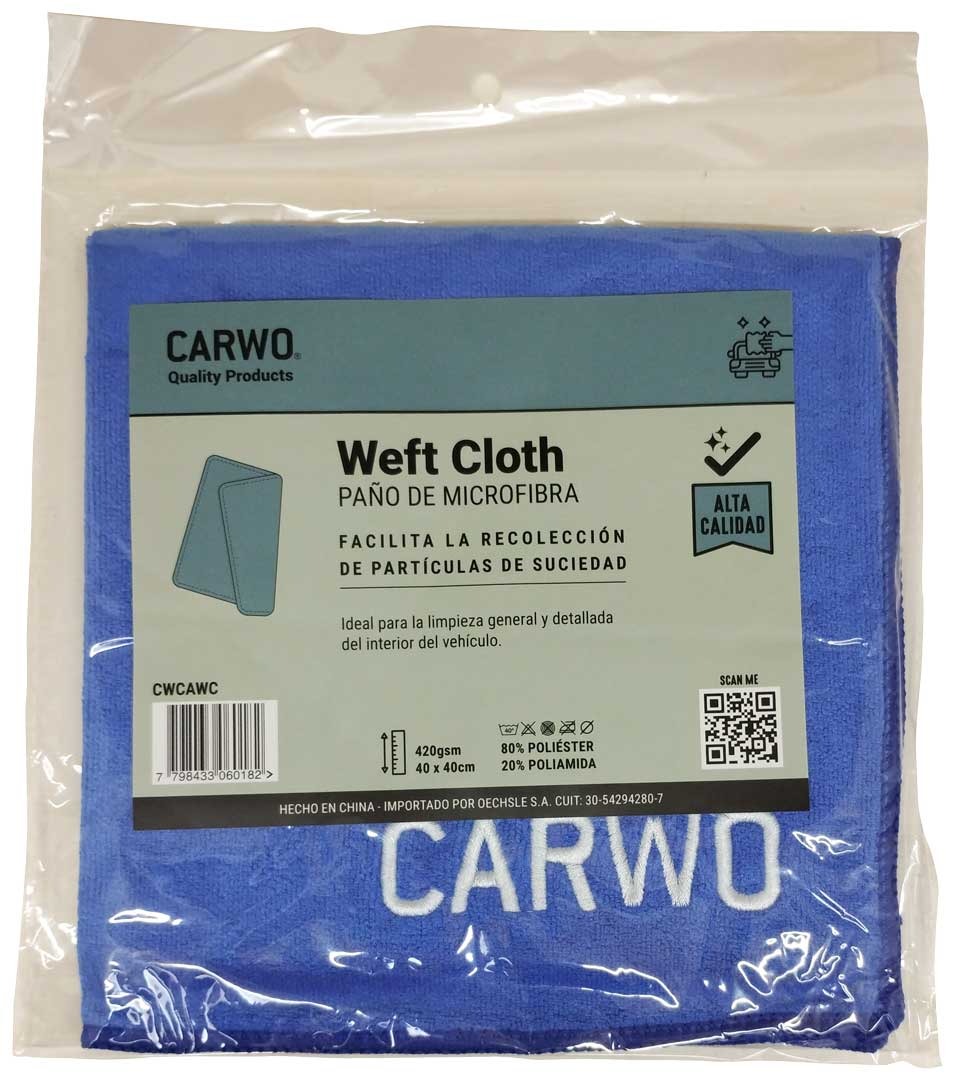 CARWO®
Quality Products
Weft Cloth
PAÑO DE MICROFIBRA
FACILITA LA RECOLECCIÓN
DE PARTÍCULAS DE SUCIEDAD
Ideal para la limpieza general y detallada
del interior del vehículo.
ALTA
CALIDAD
CWCAWC
7 798433 060182 >
420gsm
40 x 40cm
40°
80% POLIÉSTER
20% POLIAMIDA
SCAN ME
HECHO EN CHINA - IMPORTADO POR OECHSLE S.A. CUIT: 30-54294280-7
CARWO